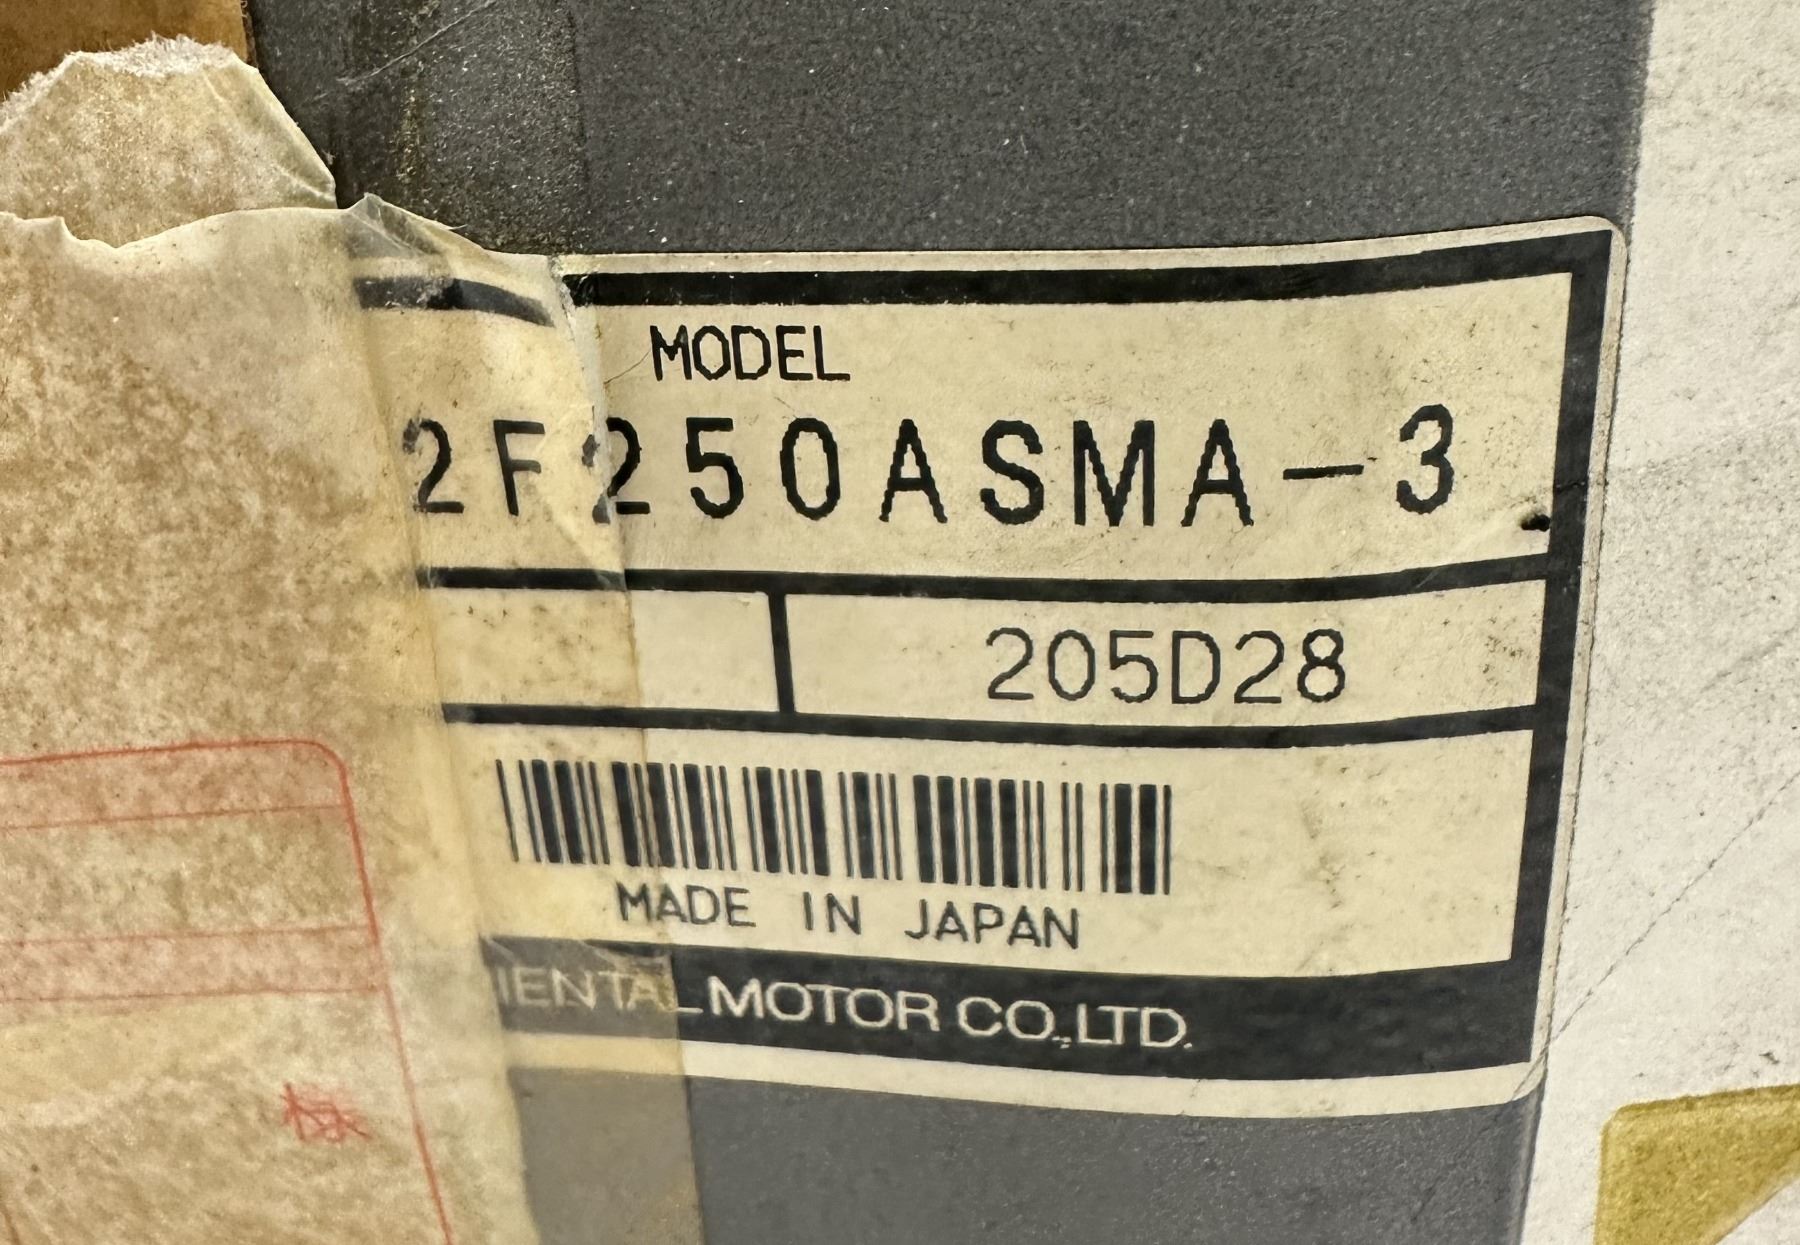 MODEL
2F250ASMA-3
205D28
MADE IN JAPAN
IENTAL MOTOR CO.,LTD.